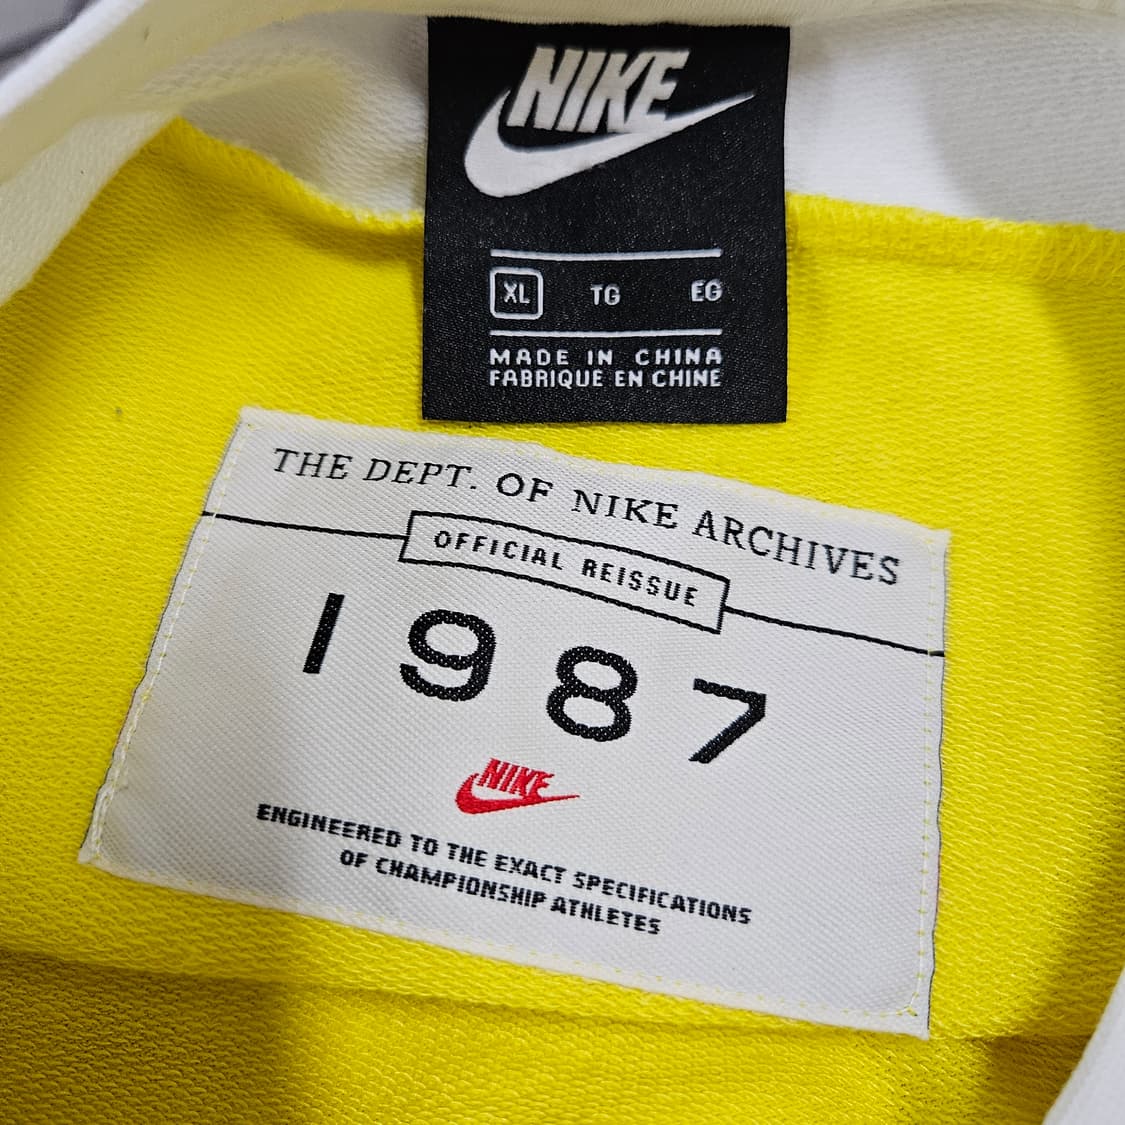 NIKE
XL TG EG
MADE IN CHINA
FABRIQUE EN CHINE
THE DEPT. OF NIKE ARCHIVES
OFFICIAL REISSUE
1987
NIKE
ENGINEERED TO THE EXACT SPECIFICATIONS
OF CHAMPIONSHIP ATHLETES